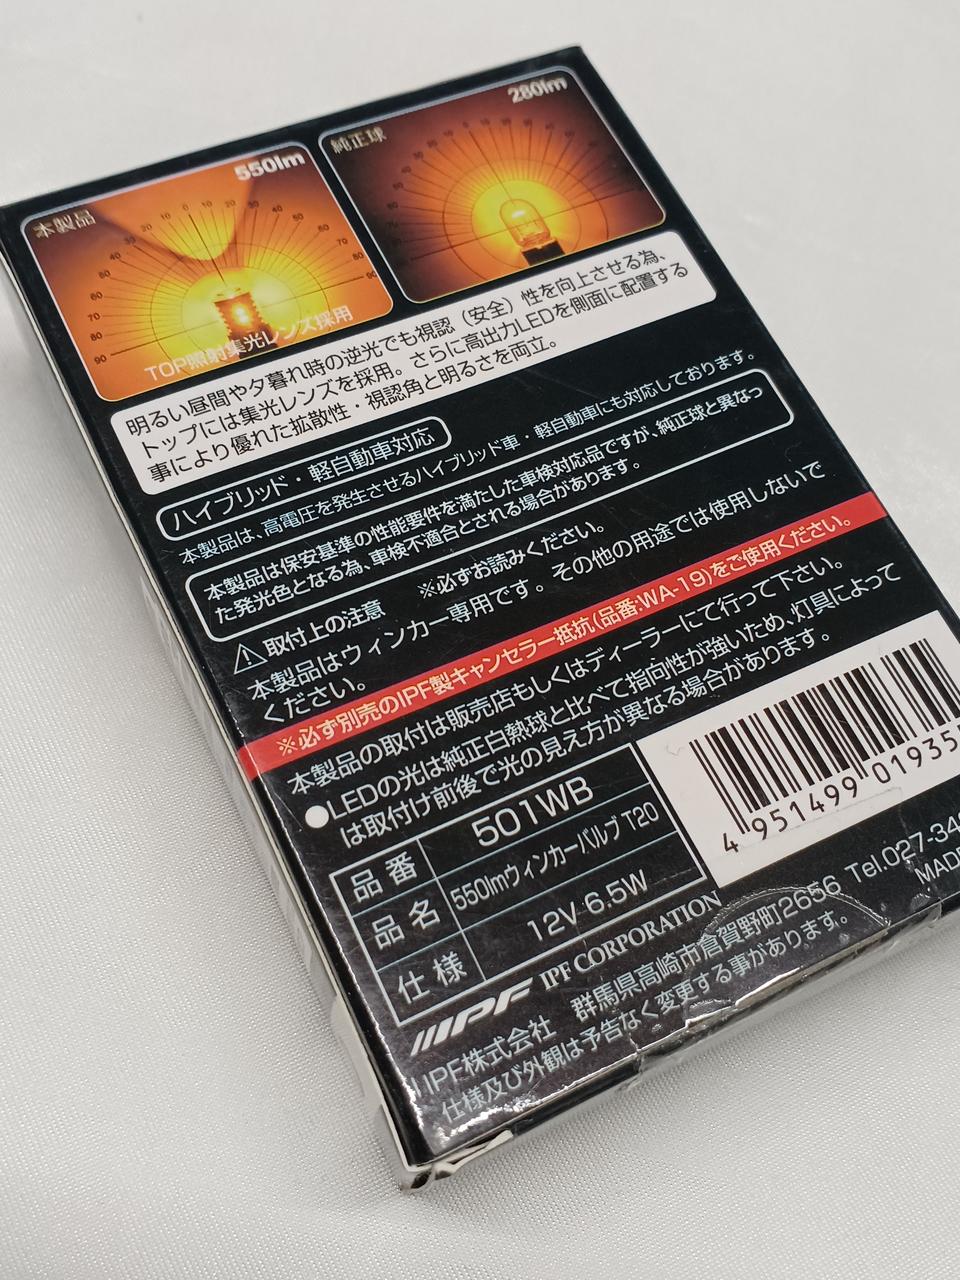 本製品
550lm
TOP照射集光レンズ採用
純正球
280lm
明るい昼間や夕暮れ時の逆光でも視認（安全）性を向上させる為、
トップには集光レンズを採用。さらに高出力LEDを側面に配置する
事により優れた拡散性・視認角と明るさを両立。
ハイブリッド・軽自動車対応
本製品は、高電圧を発生させるハイブリッド車・軽自動車にも対応しております。
本製品は保安基準の性能要件を満たした車検対応品ですが、純正球と異なっ
た発光色となる為、車検不適合とされる場合があります。
⚠取付上の注意 ※必ずお読みください。
本製品はウィンカー専用です。その他の用途では使用しないで
ください。
※必ず別売のIPF製キャンセラー抵抗(品番:WA-19)をご使用ください。
本製品の取付は販売店もしくはディーラーにて行って下さい。
●LEDの光は純正白熱球と比べて指向性が強いため、灯具によって
は取付け前後で光の見え方が異なる場合があります。
品番 501WB
品名 550lmウィンカーバルブ T20
仕様 12V 6.5W
4 951499 01935
IPF IPF CORPORATION
IPF株式会社 群馬県高崎市倉賀野町2656 Tel.027-34
仕様及び外観は予告なく変更する事があります。
MADE